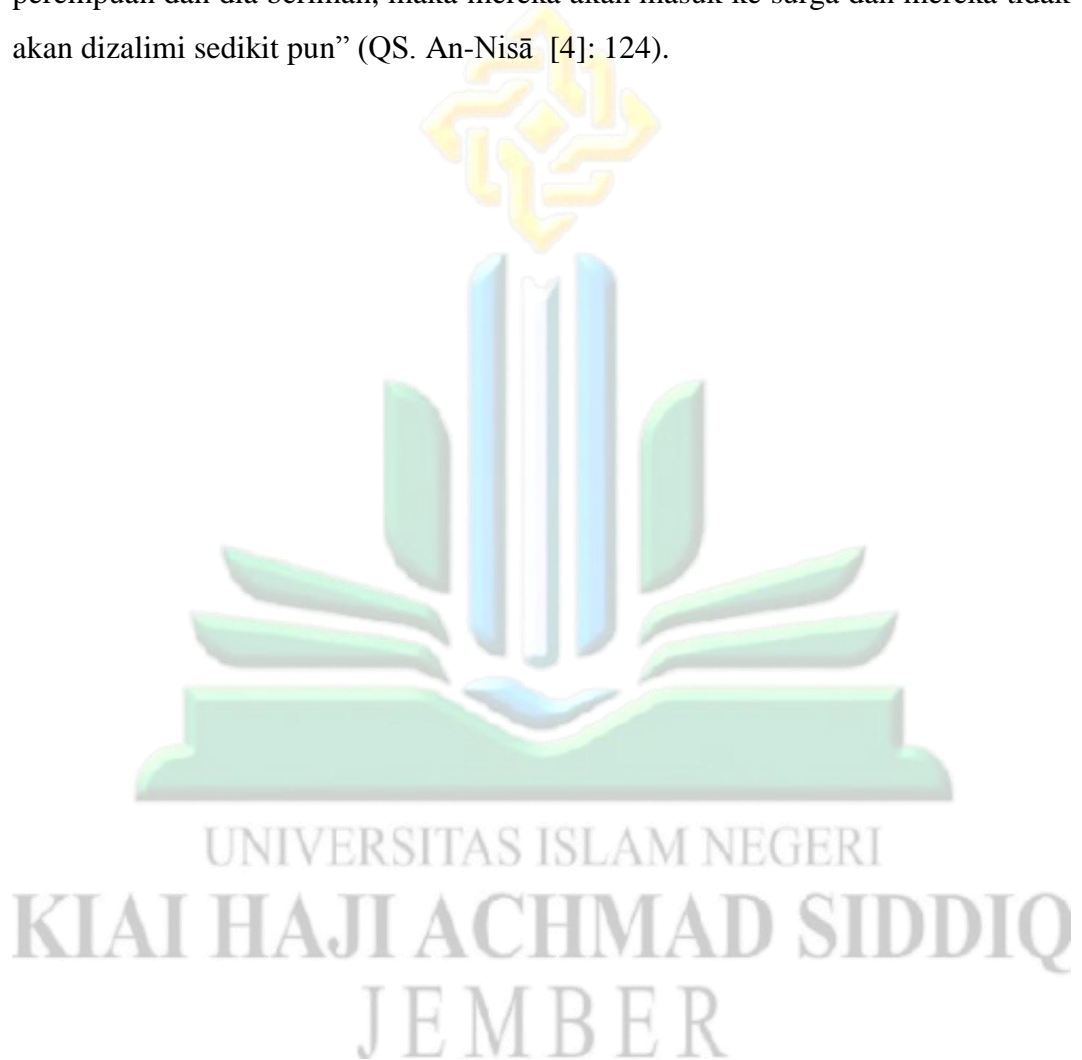 perempuan dan dia beriman, maka mereka akan masuk ke surga dan mereka tidak
akan dizalimi sedikit pun” (QS. An-Nisā [4]: 124).
UNIVERSITAS ISLAM NEGERI
KIAI HAJI ACHMAD SIDDIQ
JEMBER